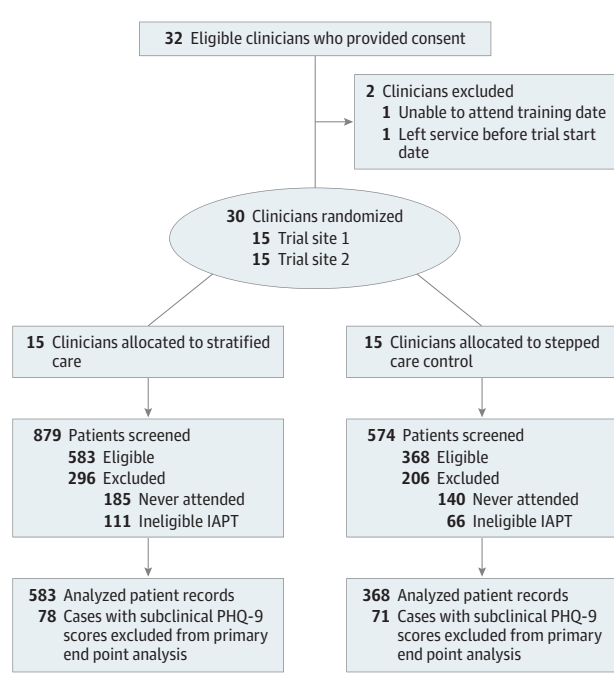 32 Eligible clinicians who provided consent
2 Clinicians excluded
1 Unable to attend training date
1 Left service before trial start
date
30 Clinicians randomized
15 Trial site 1
15 Trial site 2
15 Clinicians allocated to stratified
care
15 Clinicians allocated to stepped
care control
879 Patients screened
583 Eligible
296 Excluded
185 Never attended
111 Ineligible IAPT
574 Patients screened
368 Eligible
206 Excluded
140 Never attended
66 Ineligible IAPT
583 Analyzed patient records
78 Cases with subclinical PHQ-9
scores excluded from primary
end point analysis
368 Analyzed patient records
71 Cases with subclinical PHQ-9
scores excluded from primary
end point analysis